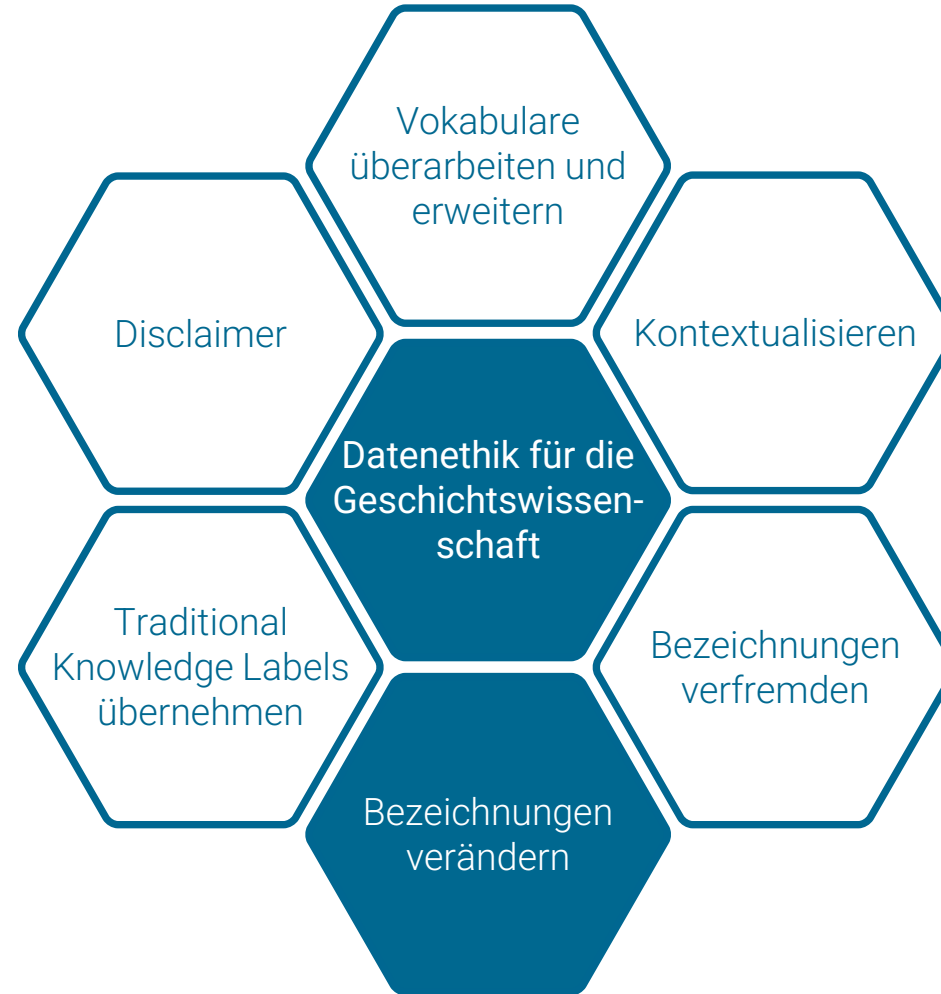 Vokabulare
überarbeiten und
erweitern
Disclaimer
Kontextualisieren
Datenethik für die
Geschichtswissen-
schaft
Traditional
Knowledge Labels
übernehmen
Bezeichnungen
verfremden
Bezeichnungen
verändern